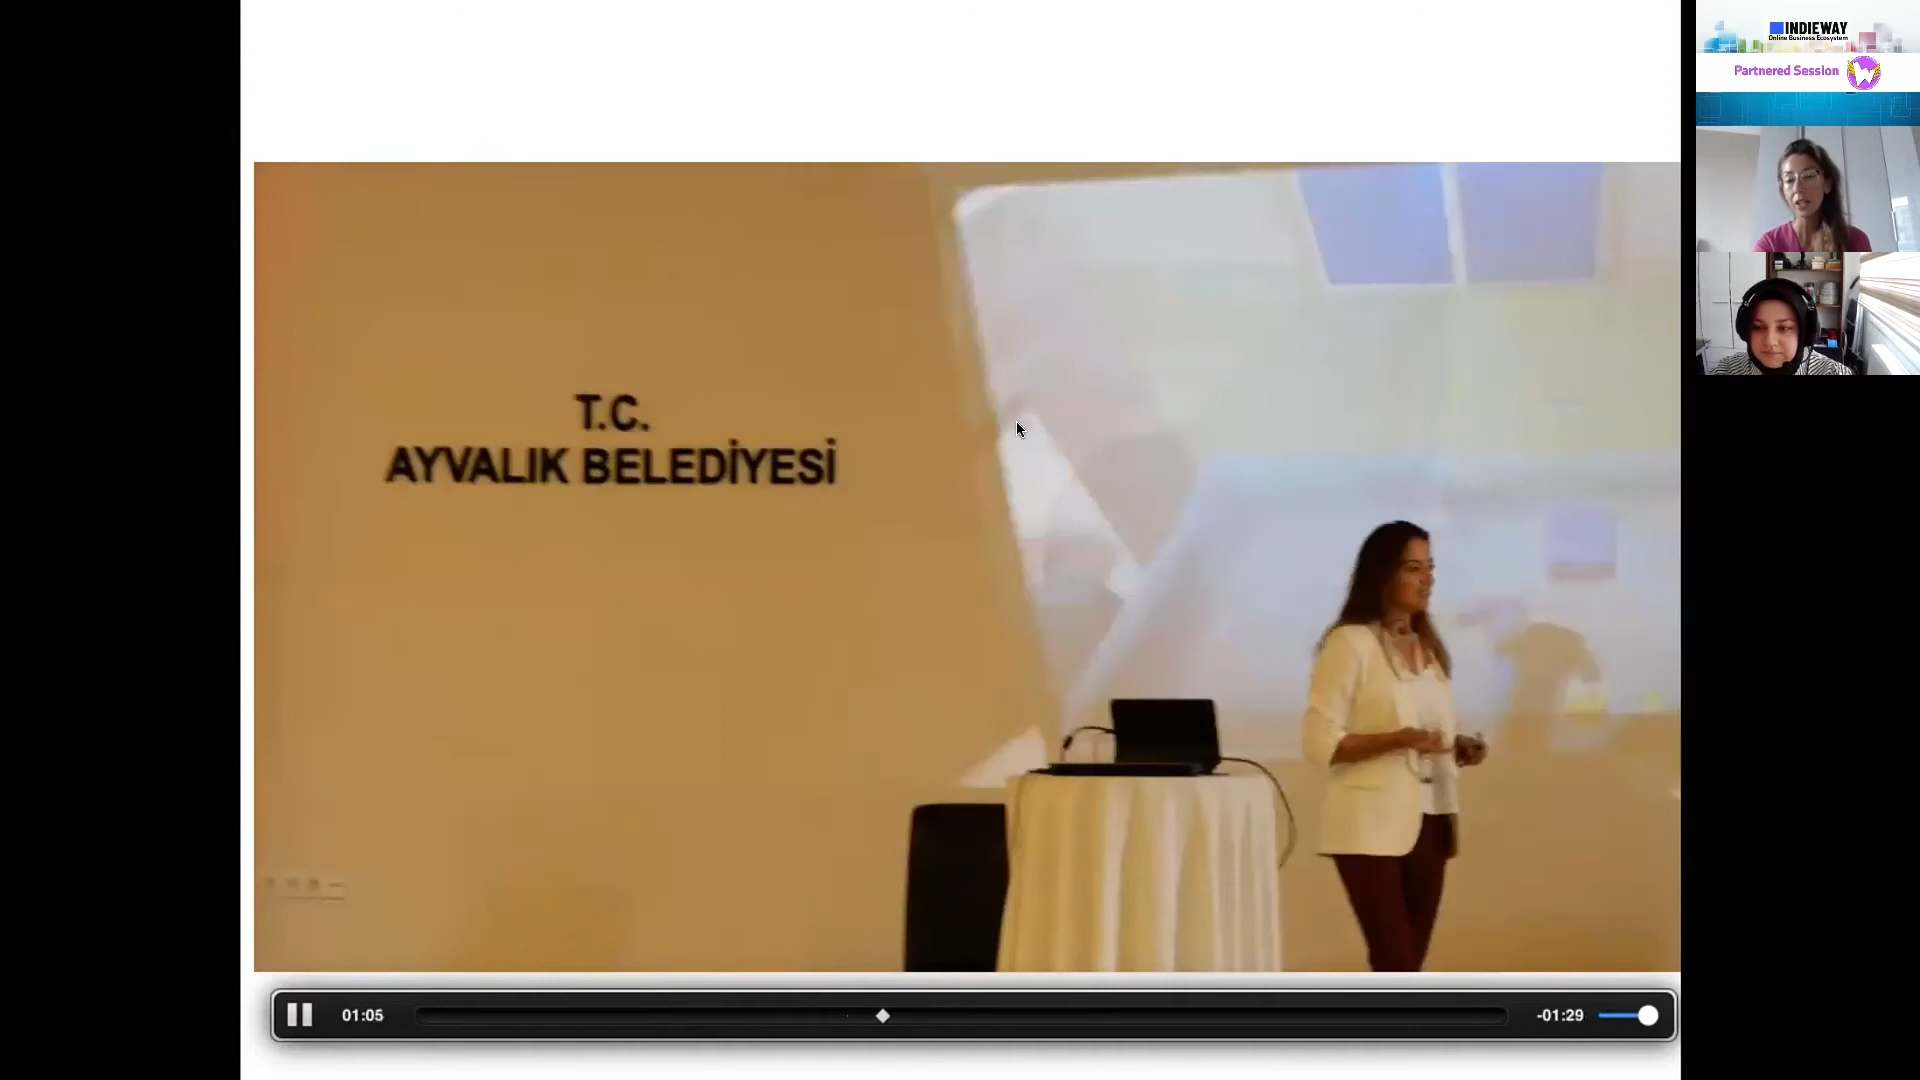 T.C.
AYVALIK BELEDİYESİ
01:05
-01:29
INDIEWAY
Online Business Ecosystem
Partnered Session